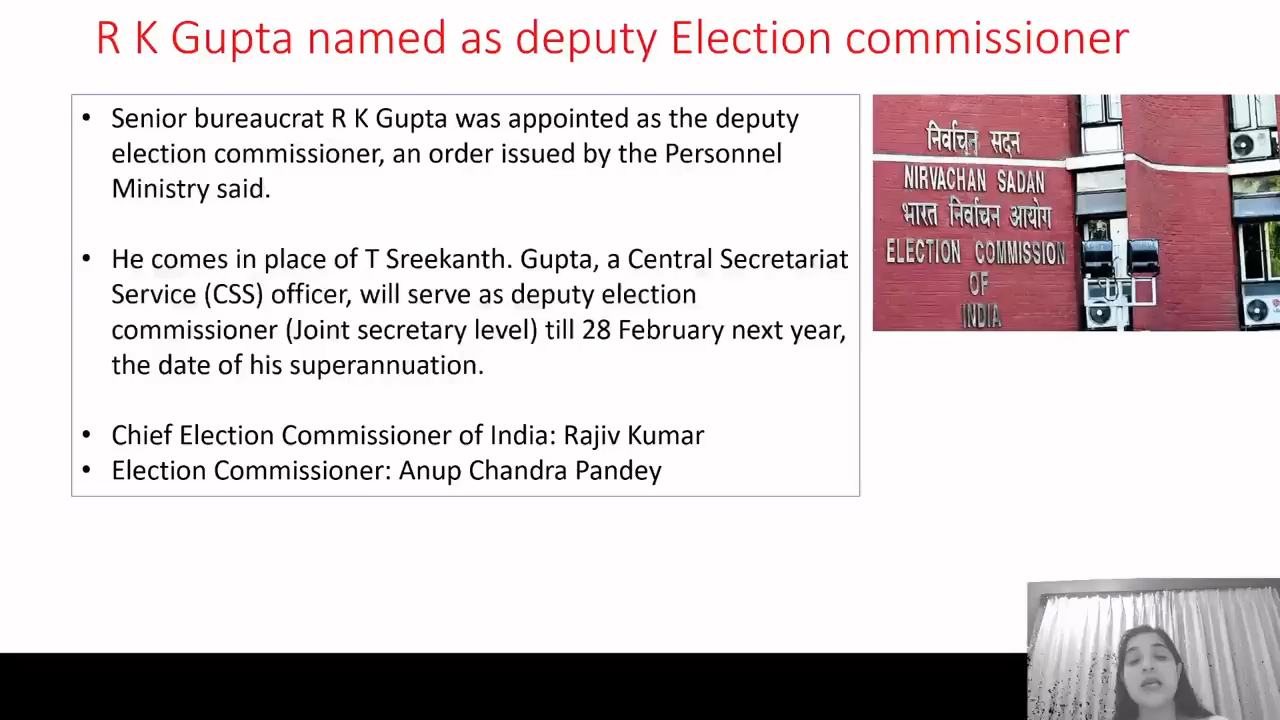 R K Gupta named as deputy Election commissioner
• Senior bureaucrat R K Gupta was appointed as the deputy
election commissioner, an order issued by the Personnel
Ministry said.
• He comes in place of T Sreekanth. Gupta, a Central Secretariat
Service (CSS) officer, will serve as deputy election
commissioner (Joint secretary level) till 28 February next year,
the date of his superannuation.
• Chief Election Commissioner of India: Rajiv Kumar
• Election Commissioner: Anup Chandra Pandey
निर्वाचन सदन
NIRVACHAN SADAN
भारत निर्वाचन आयोग
ELECTION COMMISSION
OF
INDIA